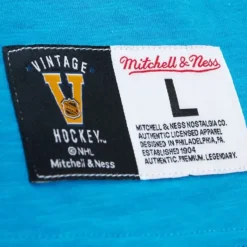 VINTAGE
V
NHL
HOCKEY™
© NHL
Mitchell & Ness
Mitchell & Ness
L
MITCHELL & NESS NOSTALGIA CO.
AUTHENTIC LICENSED APPAREL
DESIGNED IN PHILADELPHIA, PA
ESTABLISHED 1904
AUTHENTIC. PREMIUM. LEGENDARY.